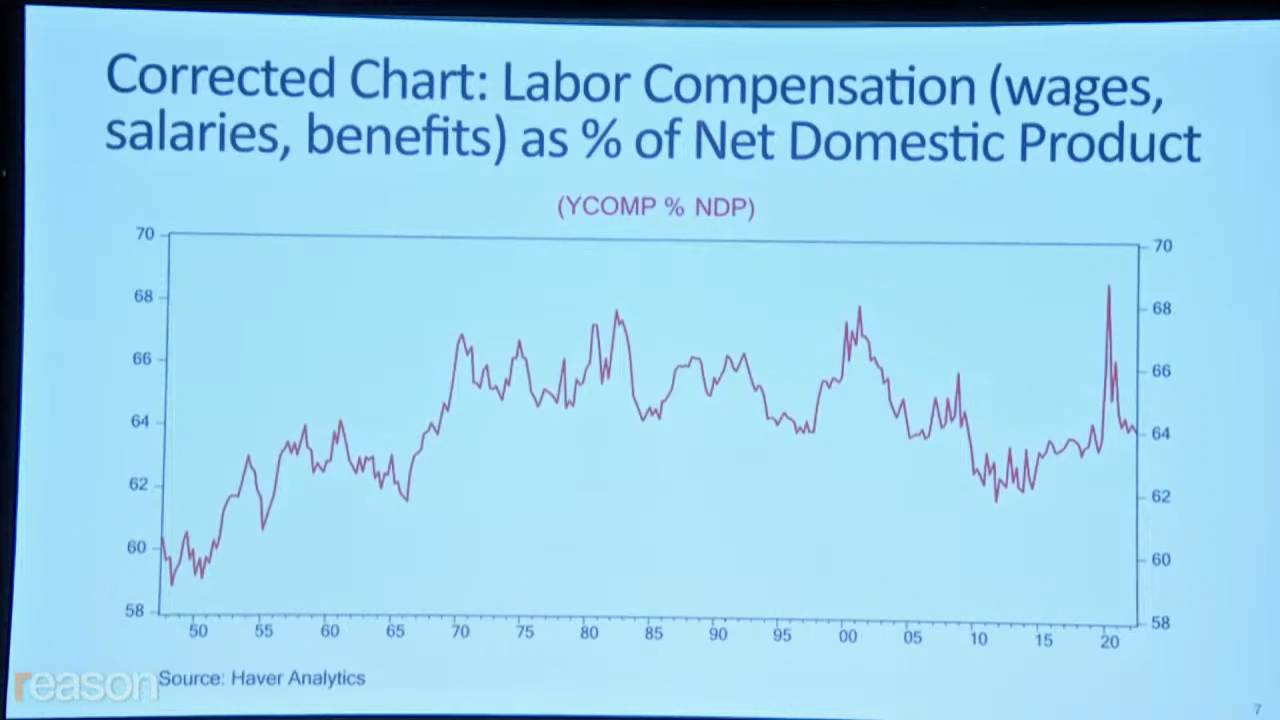 Corrected Chart: Labor Compensation (wages,
salaries, benefits) as % of Net Domestic Product
(YCOMP % NDP)
70 70
68 68
66 66
64 64
62 62
60 60
58 58
50 55 60 65 70 75 80 85 90 95 00 05 10 15 20
reason Source: Haver Analytics
7